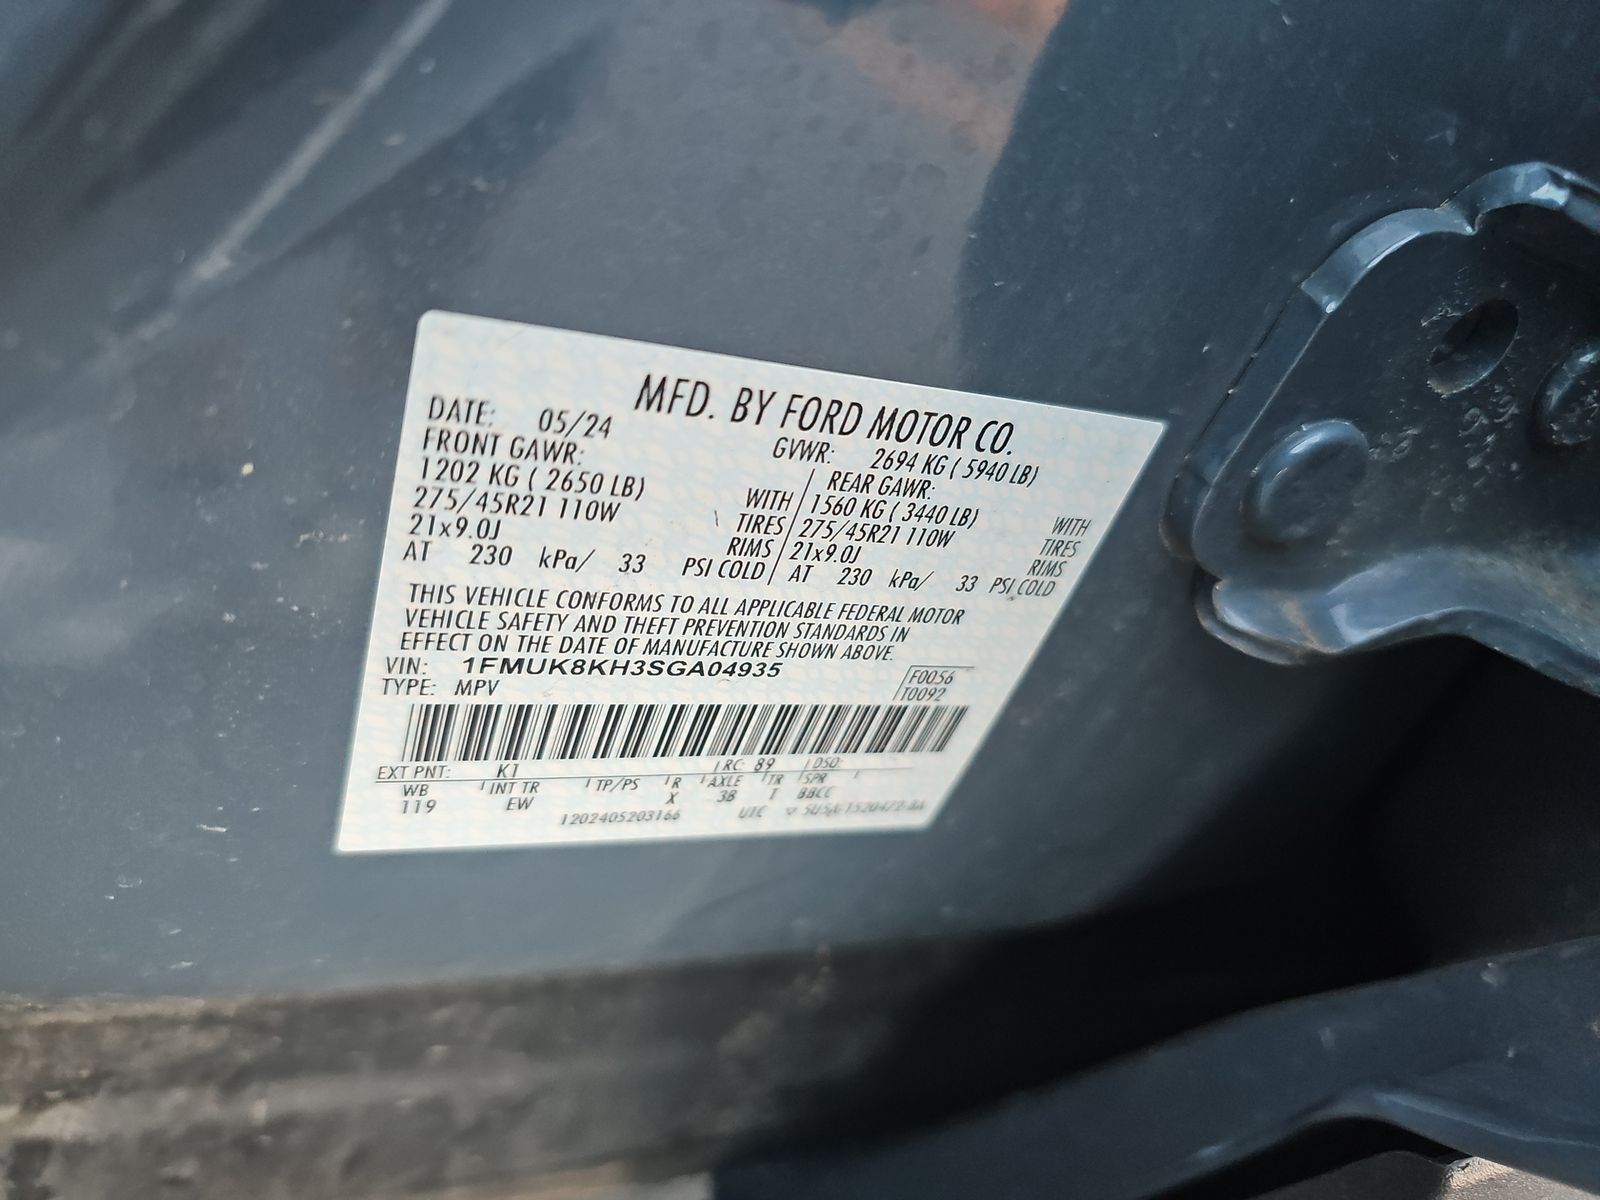 MFD. BY FORD MOTOR CO.
DATE: 05/24 GVWR: 2694 KG ( 5940 LB)
FRONT GAWR: REAR GAWR:
1202 KG ( 2650 LB) WITH 1560 KG ( 3440 LB) WITH
275/45R21 110W TIRES 275/45R21 110W TIRES
21x9.0J RIMS 21x9.0J RIMS
AT 230 kPa/ 33 PSI COLD AT 230 kPa/ 33 PSI COLD
THIS VEHICLE CONFORMS TO ALL APPLICABLE FEDERAL MOTOR
VEHICLE SAFETY AND THEFT PREVENTION STANDARDS IN
EFFECT ON THE DATE OF MANUFACTURE SHOWN ABOVE.
VIN: 1FMUK8KH3SGA04935 F0056
TYPE: MPV T0092
EXT PNT: K1 RC: 89 DSO:
WB INT TR TP/PS R AXLE TR SPR
119 EW X 3B T BBCC
1202405203166 UTC